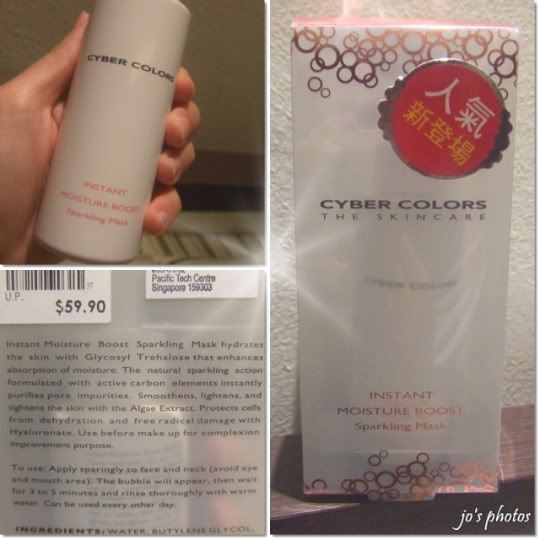 CYBER COLORS
INSTANT
MOISTURE BOOST
Sparkling Mask
人氣
新登場
CYBER COLORS
THE SKINCARE
CYBER COLORS
INSTANT
MOISTURE BOOST
Sparkling Mask
U.P. ST
$59.90
Pacific Tech Centre
Singapore 159303
Instant Moisture Boost Sparkling Mask hydrates
the skin with Glycosyl Trehalose that enhances
absorption of moisture. The natural sparkling action
formulated with active carbon elements instantly
purifies pore impurities. Smoothens, lightens, and
tightens the skin with the Algae Extract. Protects cells
from dehydration and free radical damage with
Hyaluronate. Use before make up for complexion
improvement purpose.
To use: Apply sparingly to face and neck (avoid eye
and mouth area). The bubble will appear, then wait
for 3 to 5 minutes and rinse thoroughly with warm
water. Can be used every other day.
INGREDIENTS: WATER, BUTYLENE GLYCOL,
jo's photos